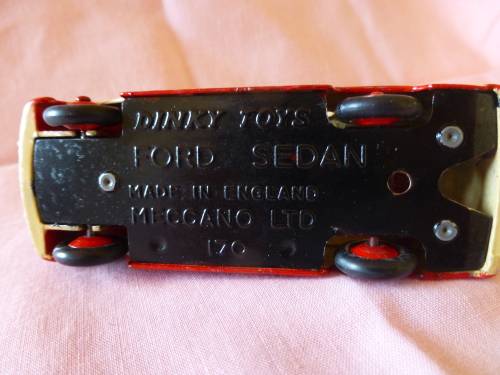 DINKY TOYS
FORD SEDAN
MADE IN ENGLAND
MECCANO LTD
170